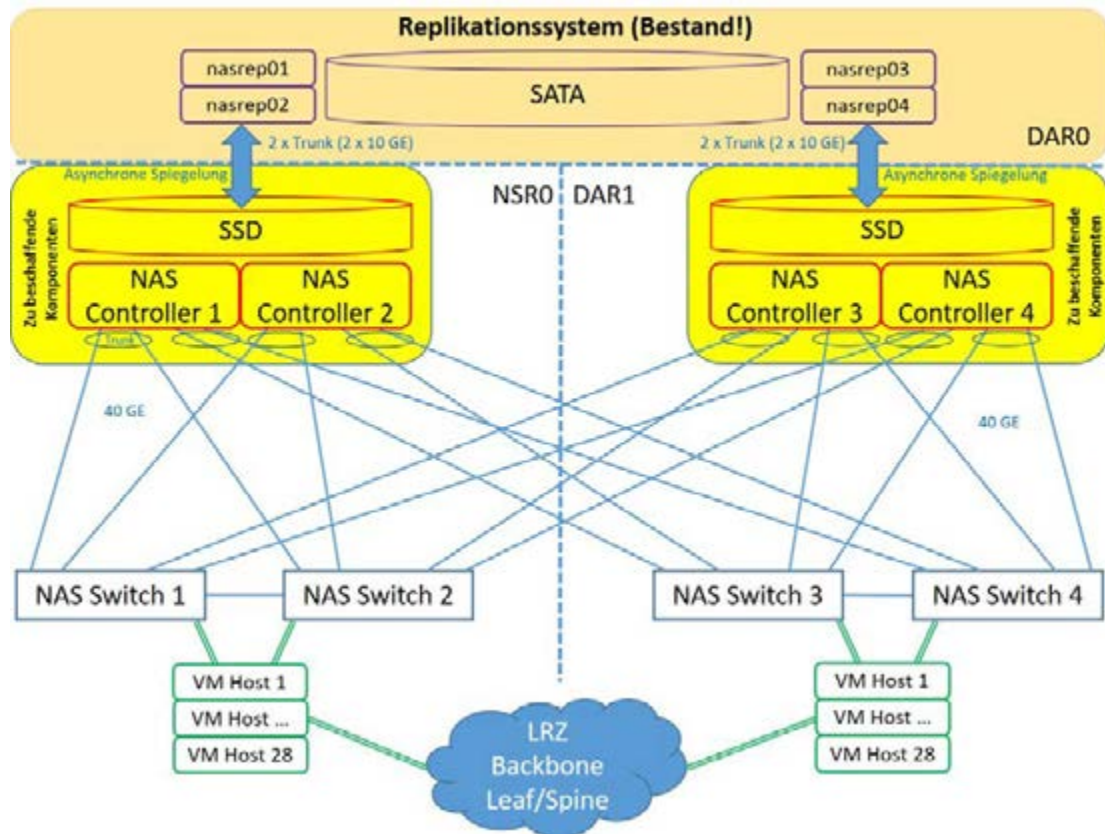 Replikationssystem (Bestand!)
nasrep01
nasrep02
SATA
nasrep03
nasrep04
2 x Trunk (2 x 10 GE)
2 x Trunk (2 x 10 GE)
DAR0
Asynchrone Spiegelung
NSR0
DAR1
Asynchrone Spiegelung
Zu beschaffende
Komponenten
SSD
SSD
Zu beschaffende
Komponenten
NAS
Controller 1
NAS
Controller 2
NAS
Controller 3
NAS
Controller 4
Trunk
40 GE
40 GE
NAS Switch 1
NAS Switch 2
NAS Switch 3
NAS Switch 4
VM Host 1
VM Host ...
VM Host 28
VM Host 1
VM Host ...
VM Host 28
LRZ
Backbone
Leaf/Spine